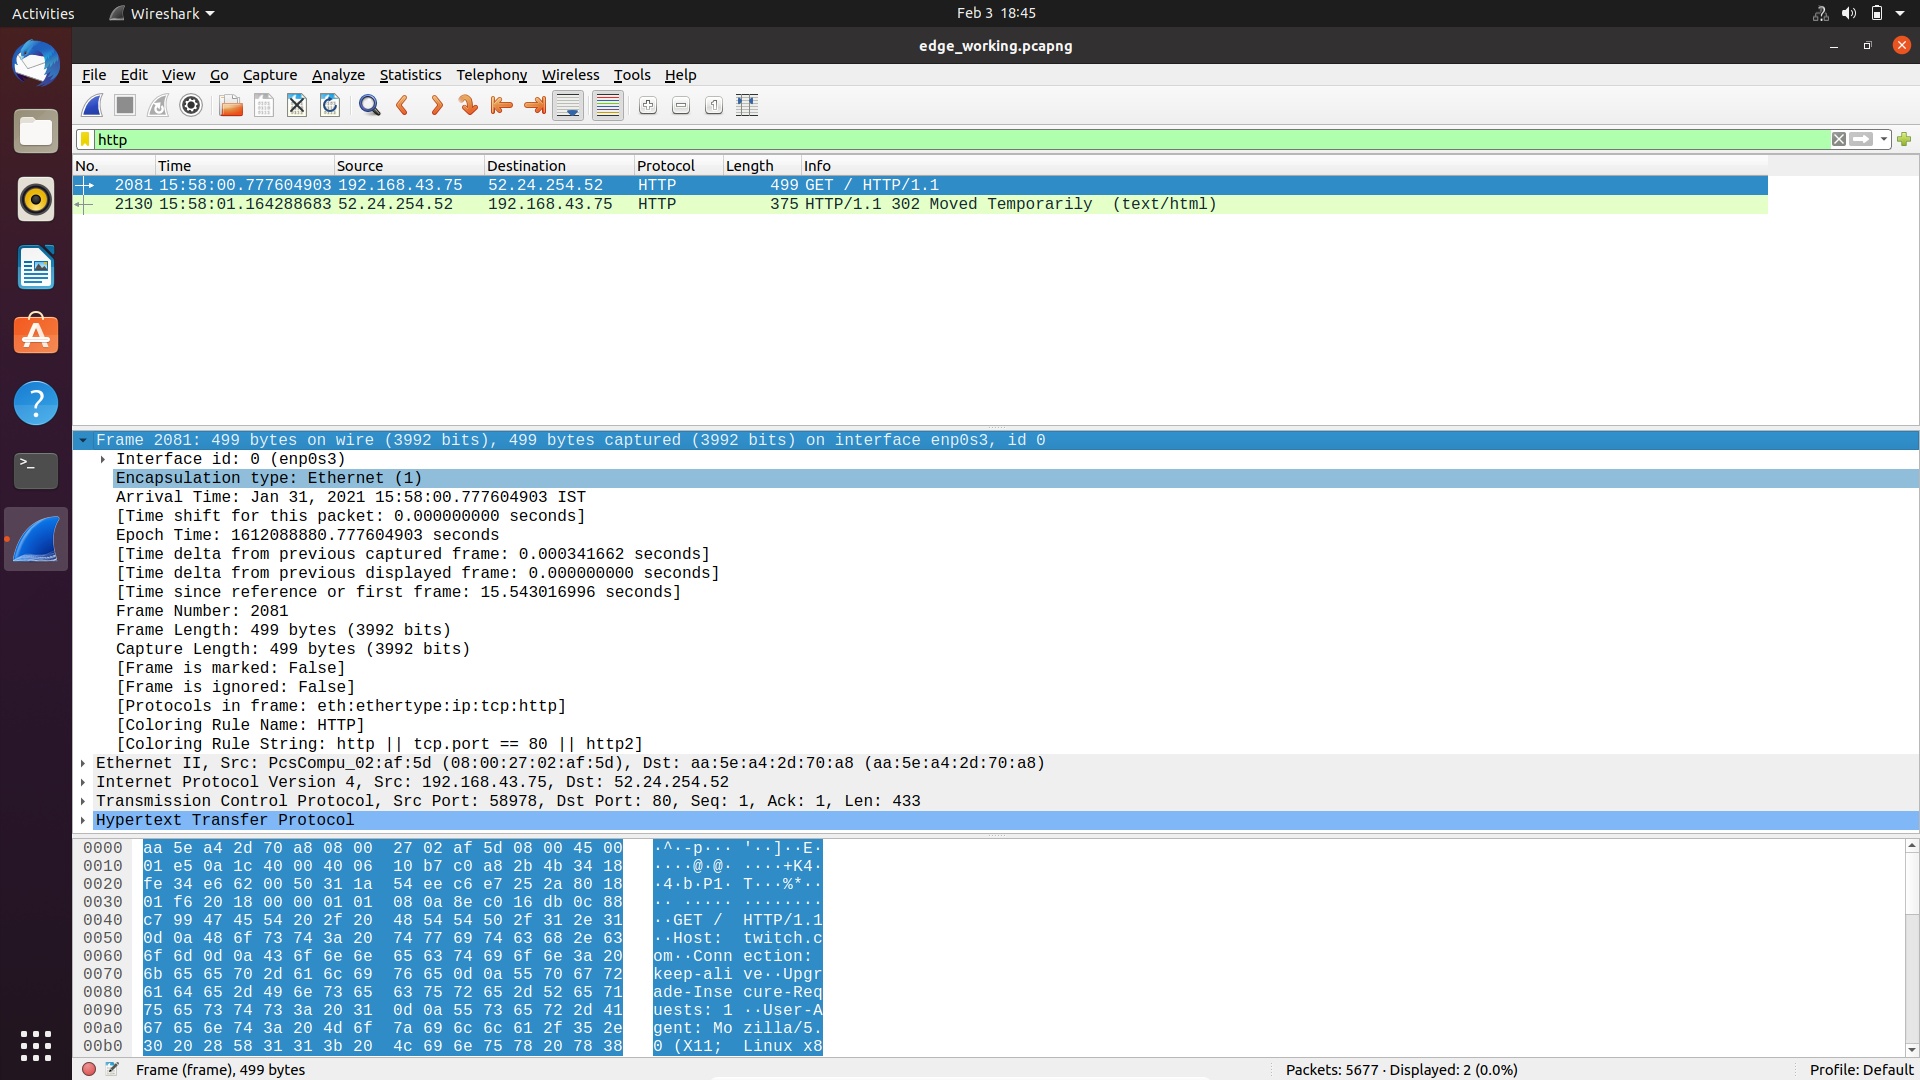 Activities Wireshark Feb 3 18:45
edge_working.pcapng
File Edit View Go Capture Analyze Statistics Telephony Wireless Tools Help
http
No. Time Source Destination Protocol Length Info
2081 15:58:00.777604903 192.168.43.75 52.24.254.52 HTTP 499 GET / HTTP/1.1
2130 15:58:01.164288683 52.24.254.52 192.168.43.75 HTTP 375 HTTP/1.1 302 Moved Temporarily (text/html)
Frame 2081: 499 bytes on wire (3992 bits), 499 bytes captured (3992 bits) on interface enp0s3, id 0
Interface id: 0 (enp0s3)
Encapsulation type: Ethernet (1)
Arrival Time: Jan 31, 2021 15:58:00.777604903 IST
[Time shift for this packet: 0.000000000 seconds]
Epoch Time: 1612088880.777604903 seconds
[Time delta from previous captured frame: 0.000341662 seconds]
[Time delta from previous displayed frame: 0.000000000 seconds]
[Time since reference or first frame: 15.543016996 seconds]
Frame Number: 2081
Frame Length: 499 bytes (3992 bits)
Capture Length: 499 bytes (3992 bits)
[Frame is marked: False]
[Frame is ignored: False]
[Protocols in frame: eth:ethertype:ip:tcp:http]
[Coloring Rule Name: HTTP]
[Coloring Rule String: http || tcp.port == 80 || http2]
Ethernet II, Src: PcsCompu_02:af:5d (08:00:27:02:af:5d), Dst: aa:5e:a4:2d:70:a8 (aa:5e:a4:2d:70:a8)
Internet Protocol Version 4, Src: 192.168.43.75, Dst: 52.24.254.52
Transmission Control Protocol, Src Port: 58978, Dst Port: 80, Seq: 1, Ack: 1, Len: 433
Hypertext Transfer Protocol
0000 aa 5e a4 2d 70 a8 08 00 27 02 af 5d 08 00 45 00 ·^·-p··· '··]··E·
0010 01 e5 0a 1c 40 00 40 06 10 b7 c0 a8 2b 4b 34 18 ····@·@· ····+K4·
0020 fe 34 e6 62 00 50 31 1a 54 ee c6 e7 25 2a 80 18 ·4·b·P1· T···%*··
0030 01 f6 20 18 00 00 01 01 08 0a 8e c0 16 db 0c 88 ·· ····· ········
0040 c7 99 47 45 54 20 2f 20 48 54 54 50 2f 31 2e 31 ··GET / HTTP/1.1
0050 0d 0a 48 6f 73 74 3a 20 74 77 69 74 63 68 2e 63 ··Host: twitch.c
0060 6f 6d 0d 0a 43 6f 6e 6e 65 63 74 69 6f 6e 3a 20 om··Conn ection:
0070 6b 65 65 70 2d 61 6c 69 76 65 0d 0a 55 70 67 72 keep-ali ve··Upgr
0080 61 64 65 2d 49 6e 73 65 63 75 72 65 2d 52 65 71 ade-Inse cure-Req
0090 75 65 73 74 73 3a 20 31 0d 0a 55 73 65 72 2d 41 uests: 1 ··User-A
00a0 67 65 6e 74 3a 20 4d 6f 7a 69 6c 6c 61 2f 35 2e gent: Mo zilla/5.
00b0 30 20 28 58 31 31 3b 20 4c 69 6e 75 78 20 78 38 0 (X11; Linux x8
Frame (frame), 499 bytes Packets: 5677 · Displayed: 2 (0.0%) Profile: Default